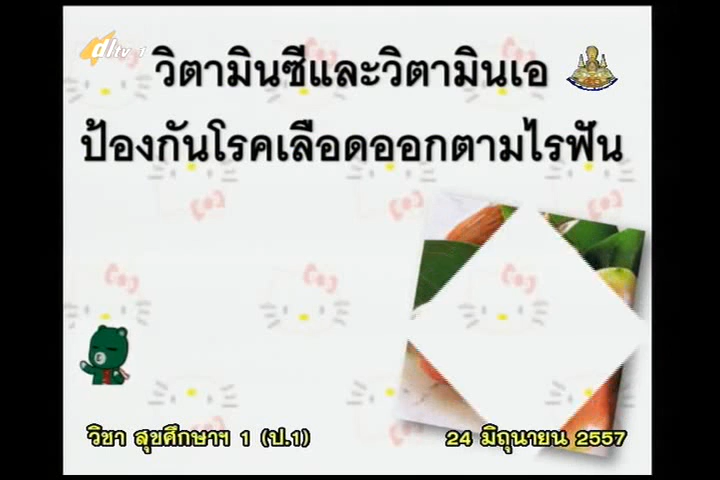 dltv 1
วิตามินซีและวิตามินเอ
ป้องกันโรคเลือดออกตามไรฟัน
วิชา สุขศึกษาฯ 1 (ป.1)
24 มิถุนายน 2557